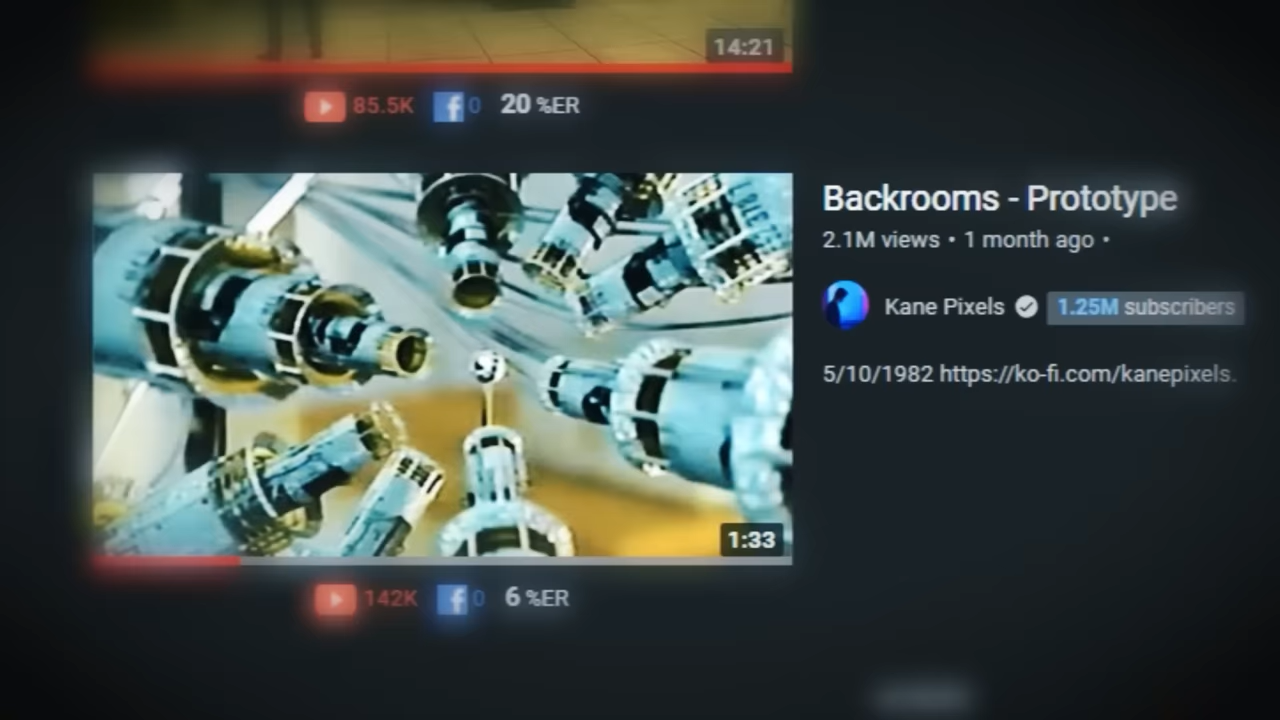 14:21
85.5K 0 20 %ER
Backrooms - Prototype
2.1M views • 1 month ago •
Kane Pixels 1.25M subscribers
5/10/1982 https://ko-fi.com/kanepixels.
1:33
142K 0 6 %ER